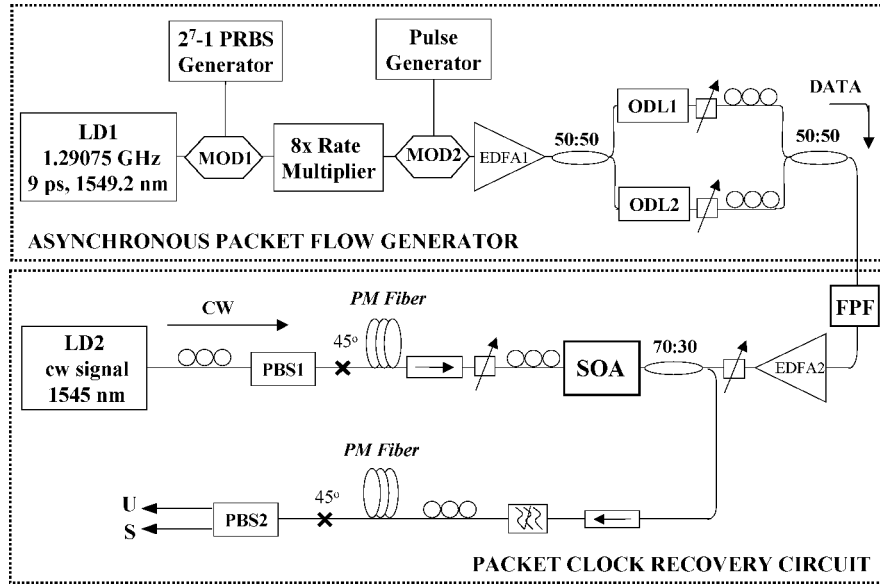 2⁷-1 PRBS
Generator
Pulse
Generator
LD1
1.29075 GHz
9 ps, 1549.2 nm
MOD1
8x Rate
Multiplier
MOD2
EDFA1
50:50
ODL1
ODL2
50:50
DATA
ASYNCHRONOUS PACKET FLOW GENERATOR
FPF
LD2
cw signal
1545 nm
CW
PBS1
45º
PM Fiber
SOA
70:30
EDFA2
PM Fiber
45º
U
S
PBS2
PACKET CLOCK RECOVERY CIRCUIT